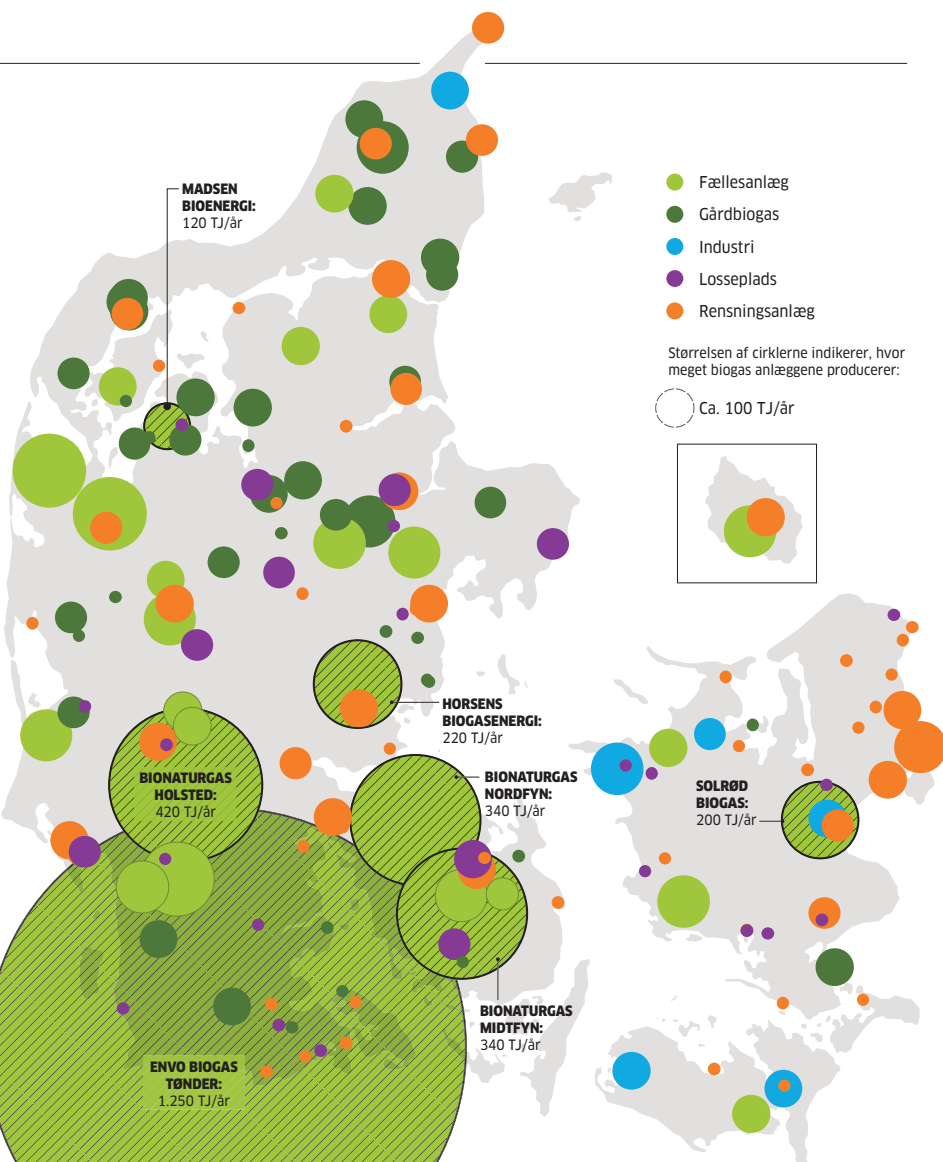 MADSEN
BIOENERGI:
120 TJ/år
Fællesanlæg
Gårdbiogas
Industri
Losseplads
Rensningsanlæg
Størrelsen af cirklerne indikerer, hvor
meget biogas anlæggene producerer:
Ca. 100 TJ/år
HORSENS
BIOGASENERGI:
220 TJ/år
BIONATURGAS
HOLSTED:
420 TJ/år
BIONATURGAS
NORDFYN:
340 TJ/år
SOLRØD
BIOGAS:
200 TJ/år
BIONATURGAS
MIDTFYN:
340 TJ/år
ENVO BIOGAS
TØNDER:
1.250 TJ/år